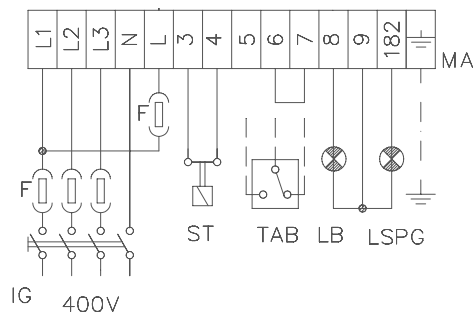 L1 L2 L3 N L 3 4 5 6 7 8 9 182
MA
F
F
ST TAB LB LSPG
IG 400V